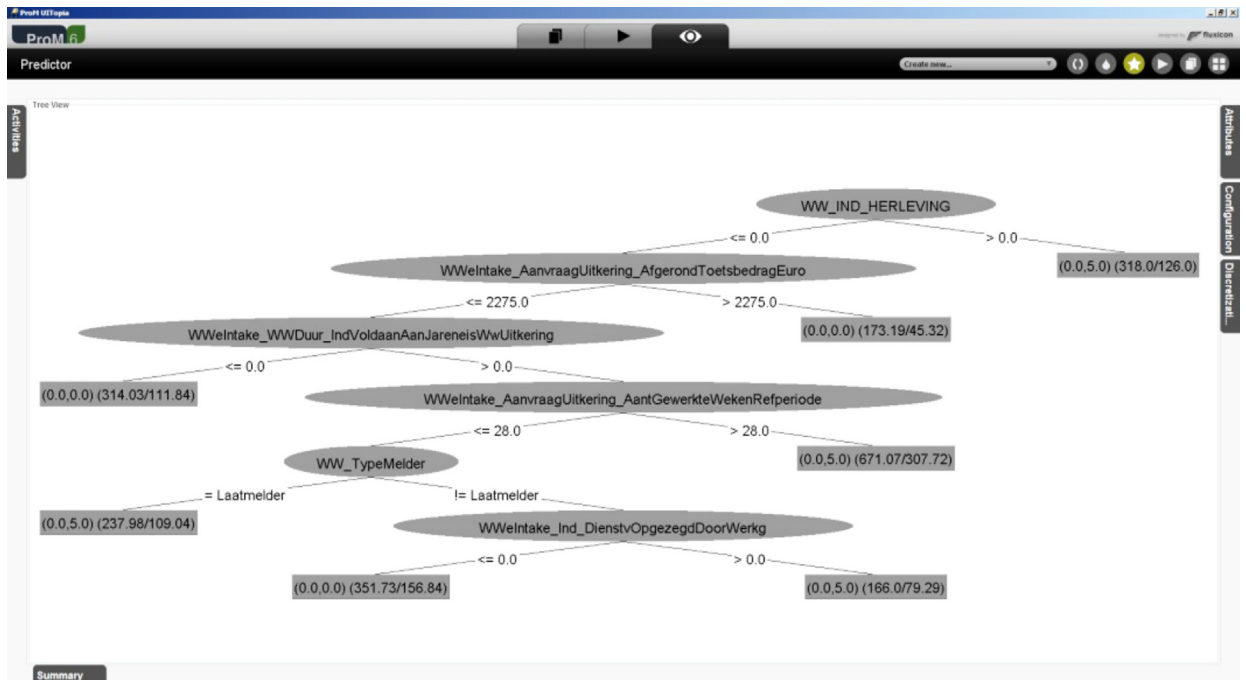 ProM UITopia
ProM 6
fluxicon
Predictor
Create new...
Tree View
Activities
Attributes
Configuration
Discretizati...
WW_IND_HERLEVING
<= 0.0
> 0.0
WWeIntake_AanvraagUitkering_AfgerondToetsbedragEuro
(0.0,5.0) (318.0/126.0)
<= 2275.0
> 2275.0
WWeIntake_WWDuur_IndVoldaanAanJareneisWwUitkering
(0.0,0.0) (173.19/45.32)
<= 0.0
> 0.0
(0.0,0.0) (314.03/111.84)
WWeIntake_AanvraagUitkering_AantGewerkteWekenRefperiode
<= 28.0
> 28.0
WW_TypeMelder
(0.0,5.0) (671.07/307.72)
= Laatmelder
!= Laatmelder
(0.0,5.0) (237.98/109.04)
WWeIntake_Ind_DienstvOpgezegdDoorWerkg
<= 0.0
> 0.0
(0.0,0.0) (351.73/156.84)
(0.0,5.0) (166.0/79.29)
Summary